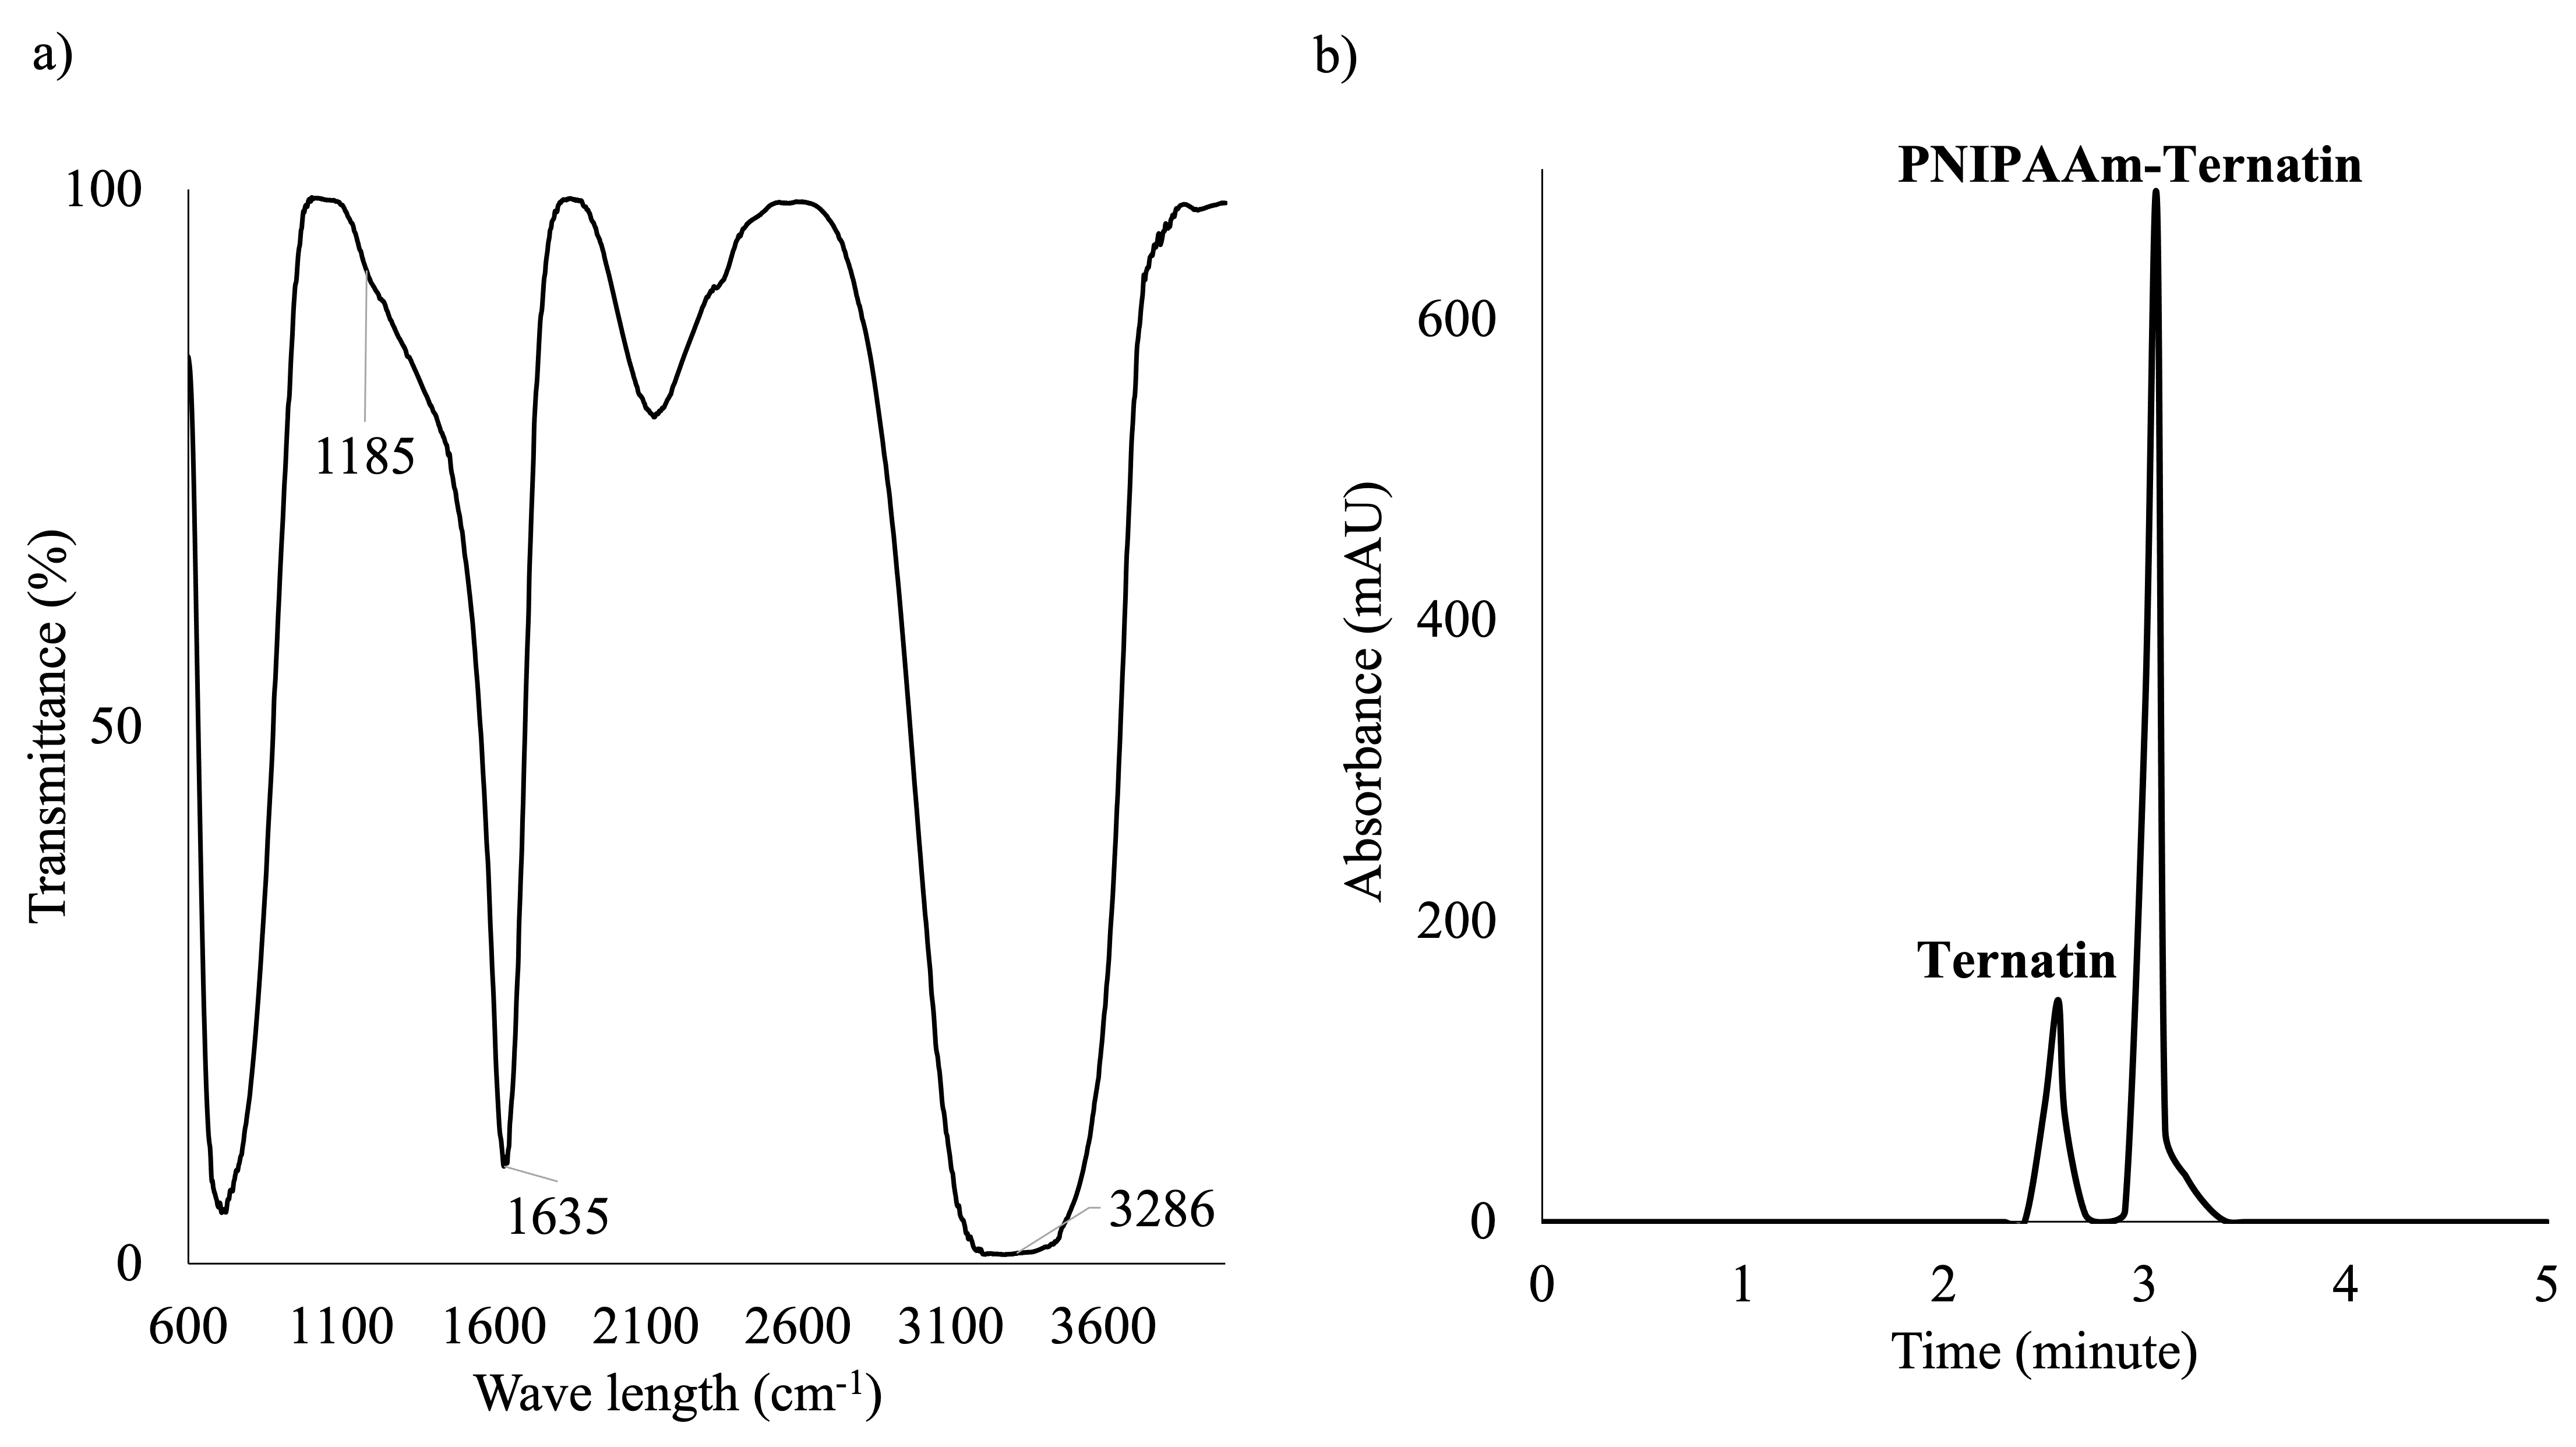 a)
100
50
0
Transmittance (%)
1185
1635
3286
600 1100 1600 2100 2600 3100 3600
Wave length (cm⁻¹)
b)
PNIPAAm-Ternatin
600
400
200
0
Absorbance (mAU)
Ternatin
0 1 2 3 4 5
Time (minute)